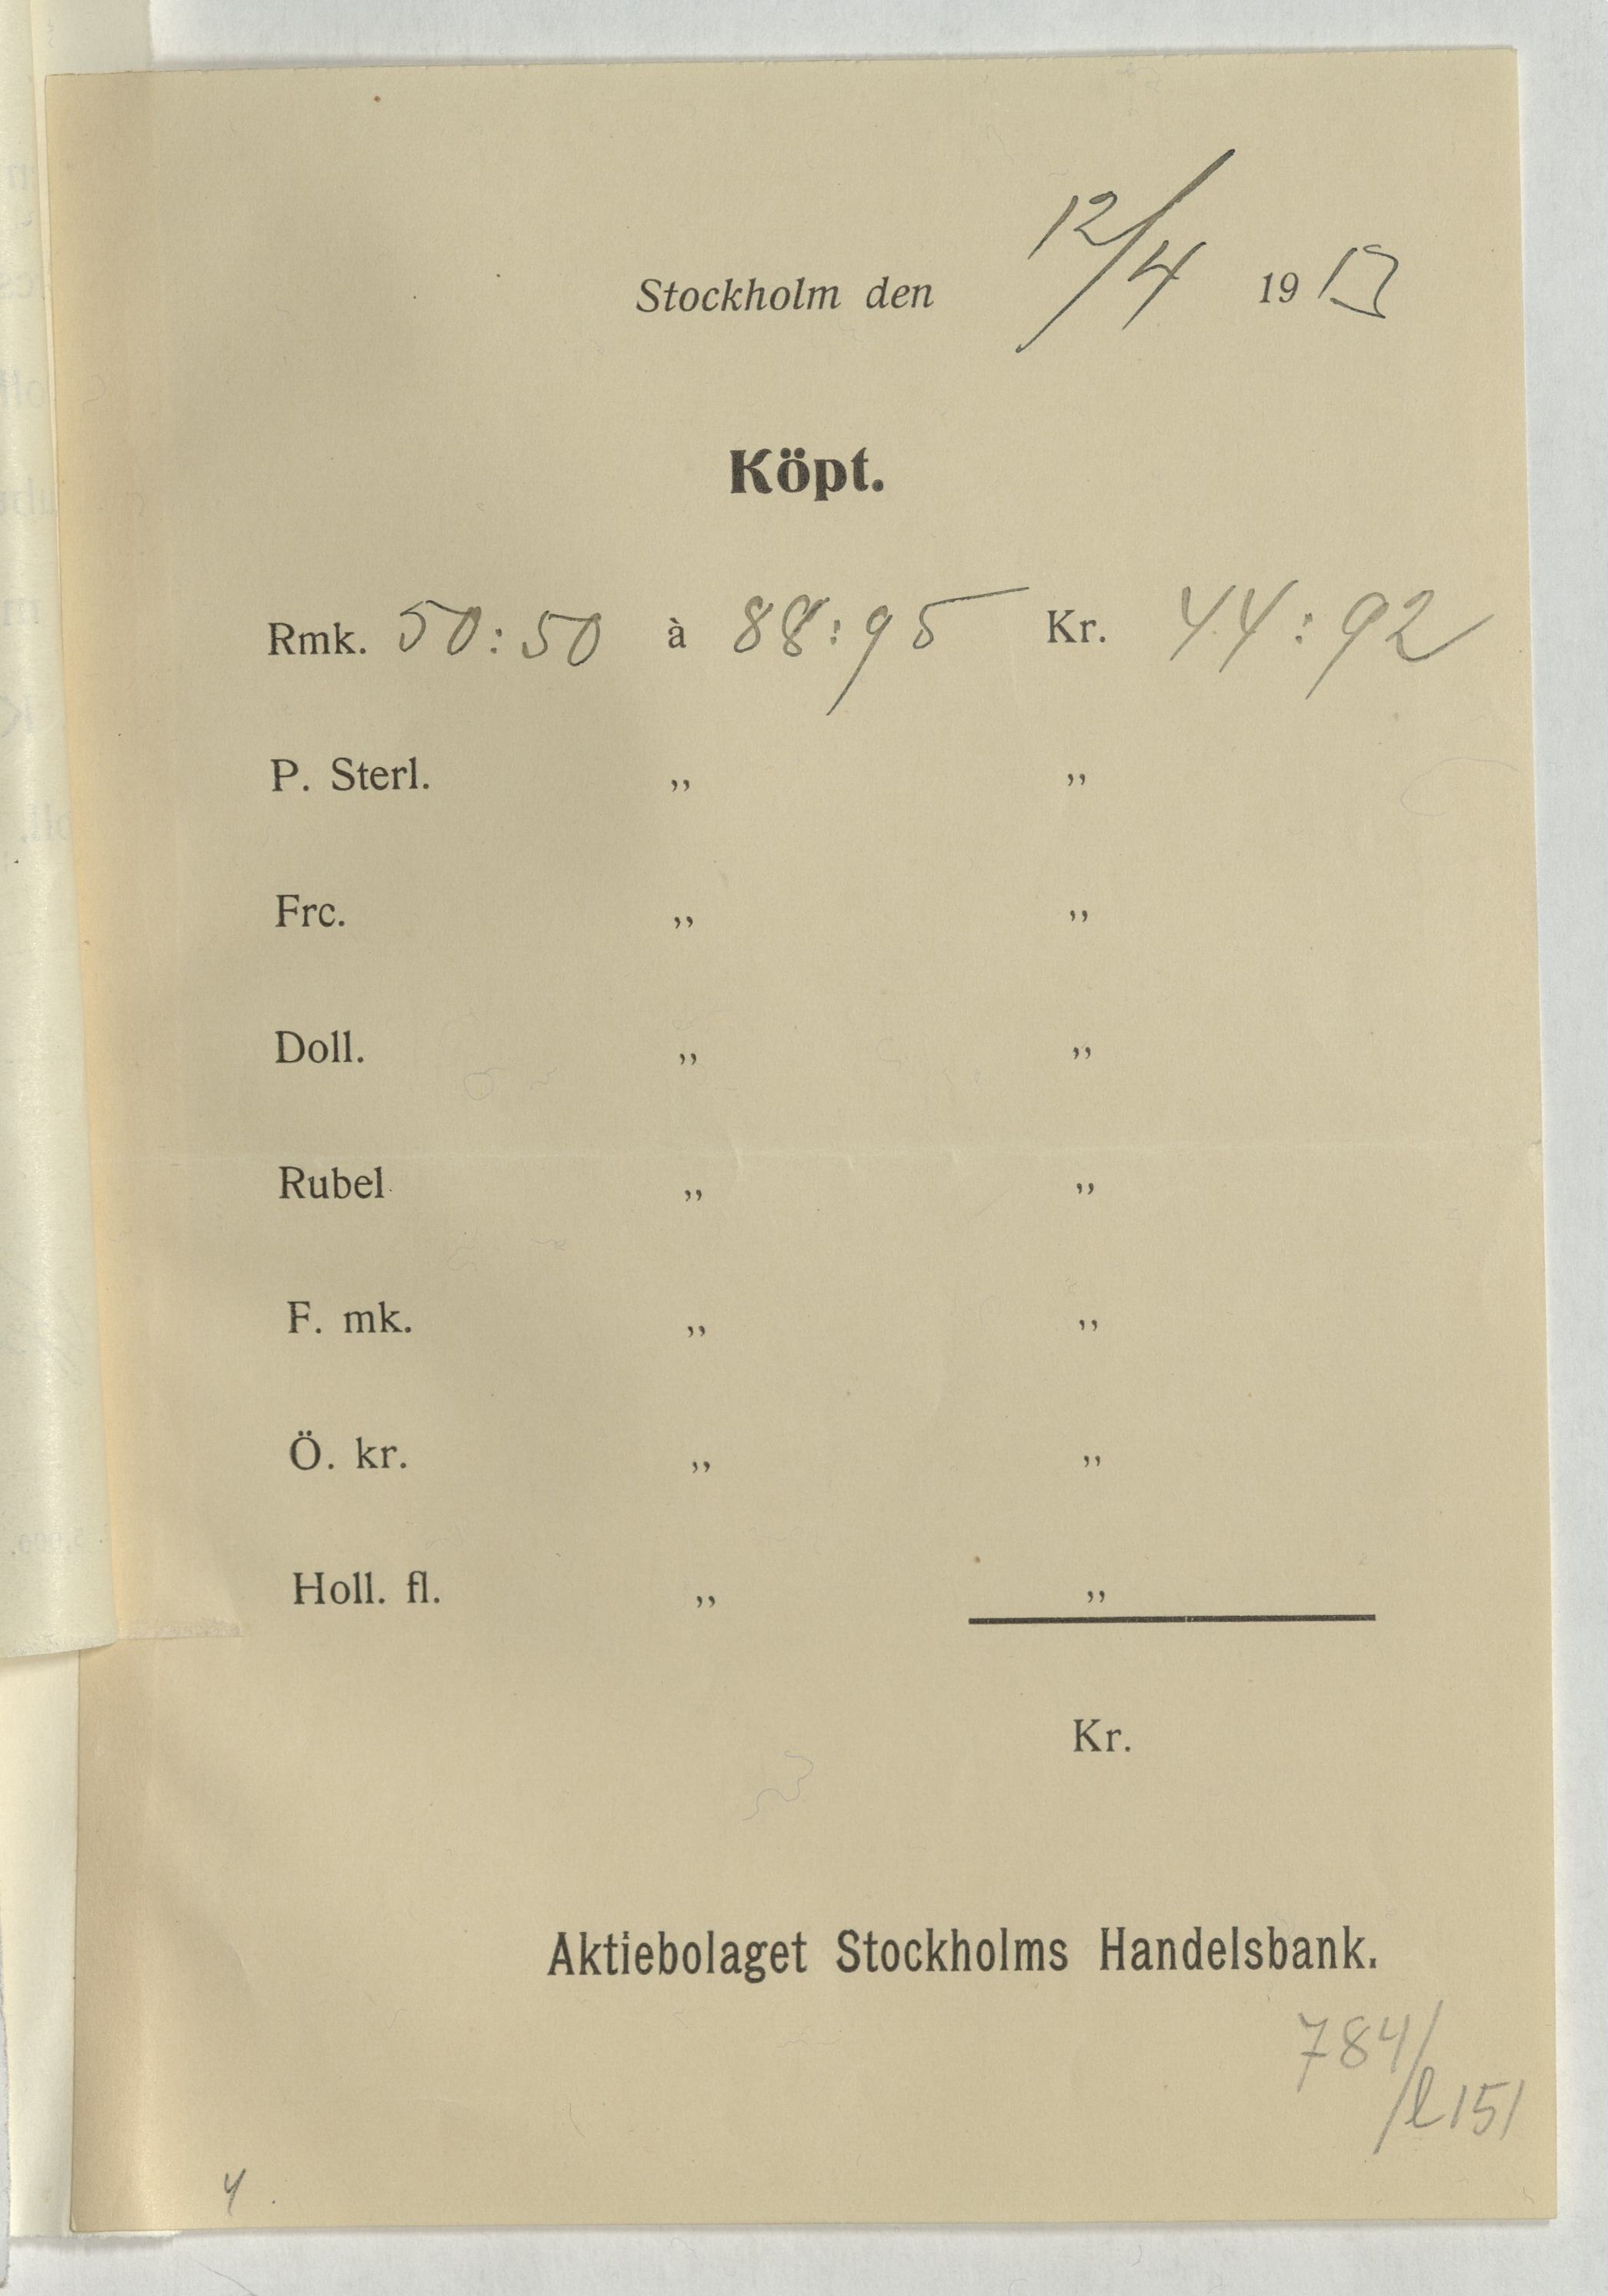 Stockholm den 12/4 1913
Köpt.
Rmk. 50:50 à 88:95 Kr. 44:92
P. Sterl. „ „
Frc. „ „
Doll. „ „
Rubel „ „
F. mk. „ „
Ö. kr. „ „
Holl. fl. „ „
Kr.
Aktiebolaget Stockholms Handelsbank.
784/
/l151
4.